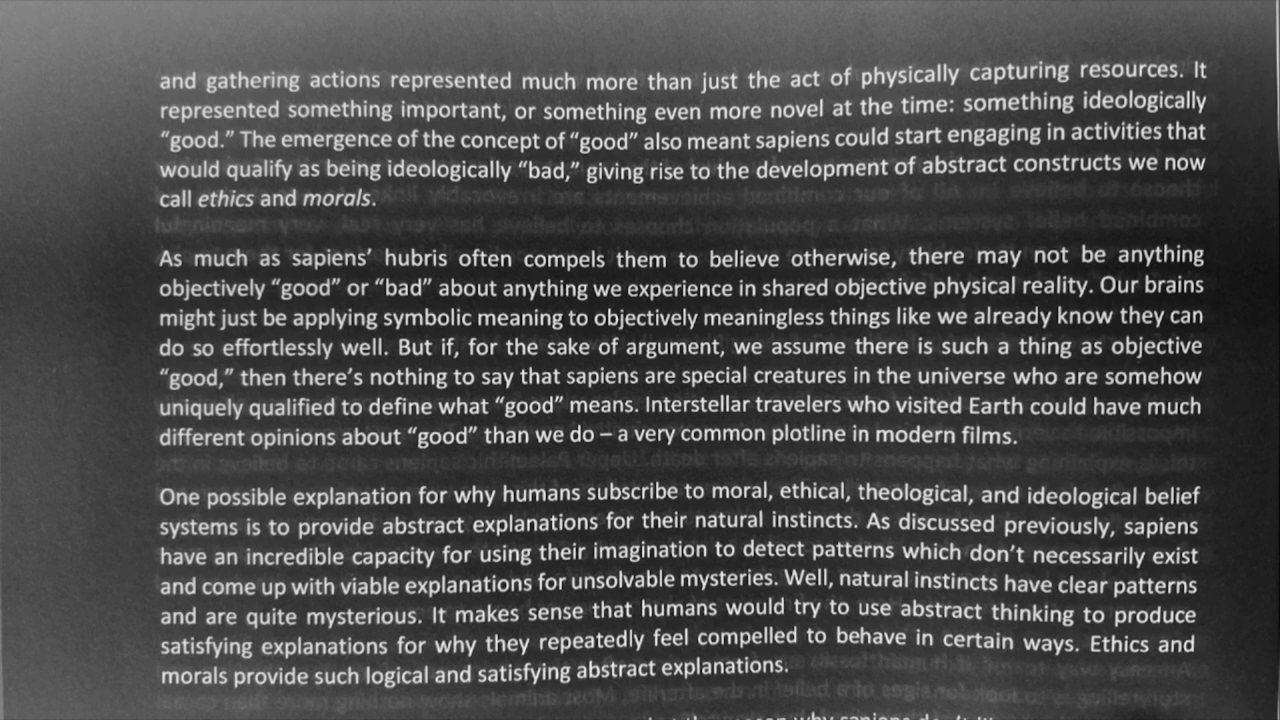 and gathering actions represented much more than just the act of physically capturing resources. It
represented something important, or something even more novel at the time: something ideologically
“good.” The emergence of the concept of “good” also meant sapiens could start engaging in activities that
would qualify as being ideologically “bad,” giving rise to the development of abstract constructs we now
call ethics and morals.
As much as sapiens’ hubris often compels them to believe otherwise, there may not be anything
objectively “good” or “bad” about anything we experience in shared objective physical reality. Our brains
might just be applying symbolic meaning to objectively meaningless things like we already know they can
do so effortlessly well. But if, for the sake of argument, we assume there is such a thing as objective
“good,” then there’s nothing to say that sapiens are special creatures in the universe who are somehow
uniquely qualified to define what “good” means. Interstellar travelers who visited Earth could have much
different opinions about “good” than we do – a very common plotline in modern films.
One possible explanation for why humans subscribe to moral, ethical, theological, and ideological belief
systems is to provide abstract explanations for their natural instincts. As discussed previously, sapiens
have an incredible capacity for using their imagination to detect patterns which don’t necessarily exist
and come up with viable explanations for unsolvable mysteries. Well, natural instincts have clear patterns
and are quite mysterious. It makes sense that humans would try to use abstract thinking to produce
satisfying explanations for why they repeatedly feel compelled to behave in certain ways. Ethics and
morals provide such logical and satisfying abstract explanations.